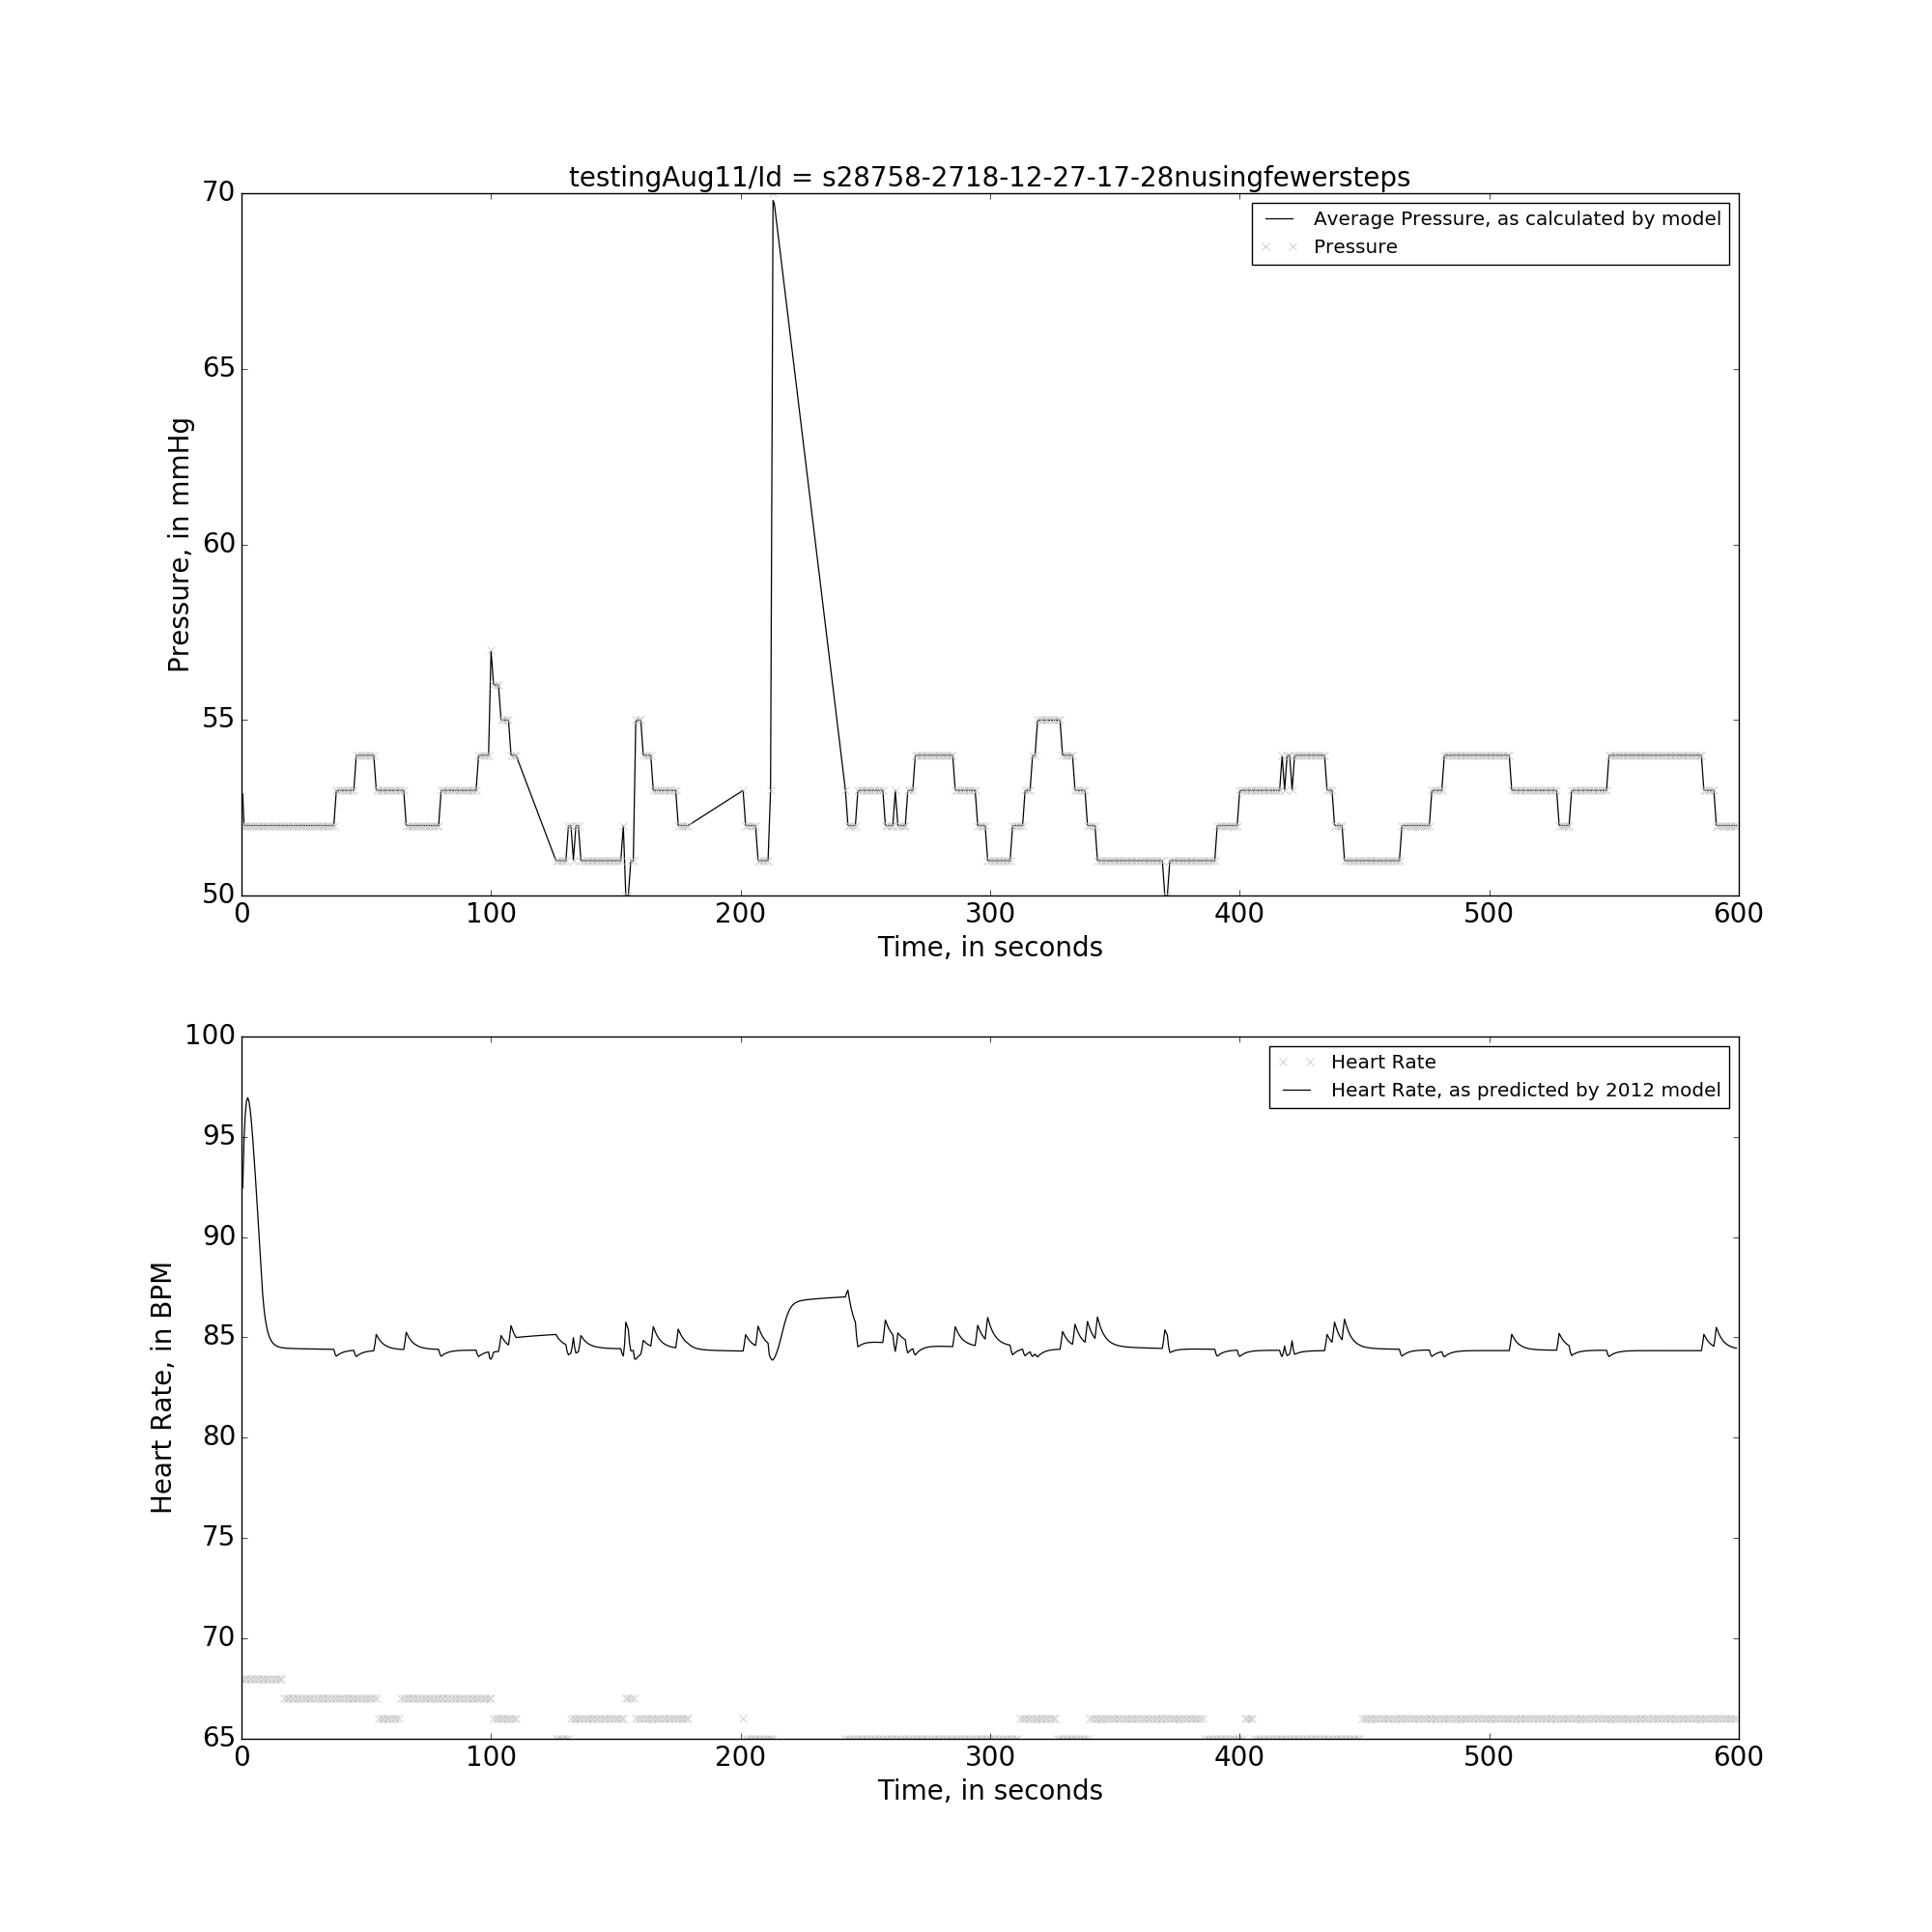 testingAug11/Id = s28758-2718-12-27-17-28nusingfewersteps
70
65
60
55
50
Pressure, in mmHg
Average Pressure, as calculated by model
Pressure
0 100 200 300 400 500 600
Time, in seconds
100
95
90
85
80
75
70
65
Heart Rate, in BPM
Heart Rate
Heart Rate, as predicted by 2012 model
0 100 200 300 400 500 600
Time, in seconds